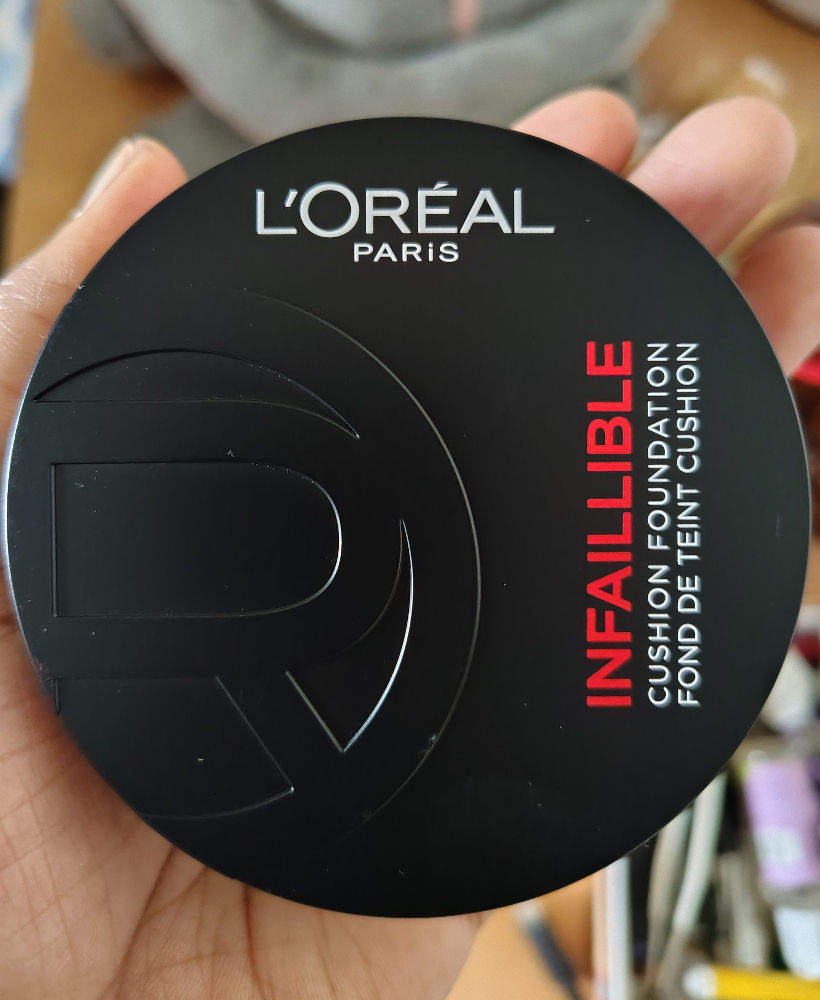 L'ORÉAL
PARiS
INFAILLIBLE
CUSHION FOUNDATION
FOND DE TEINT CUSHION